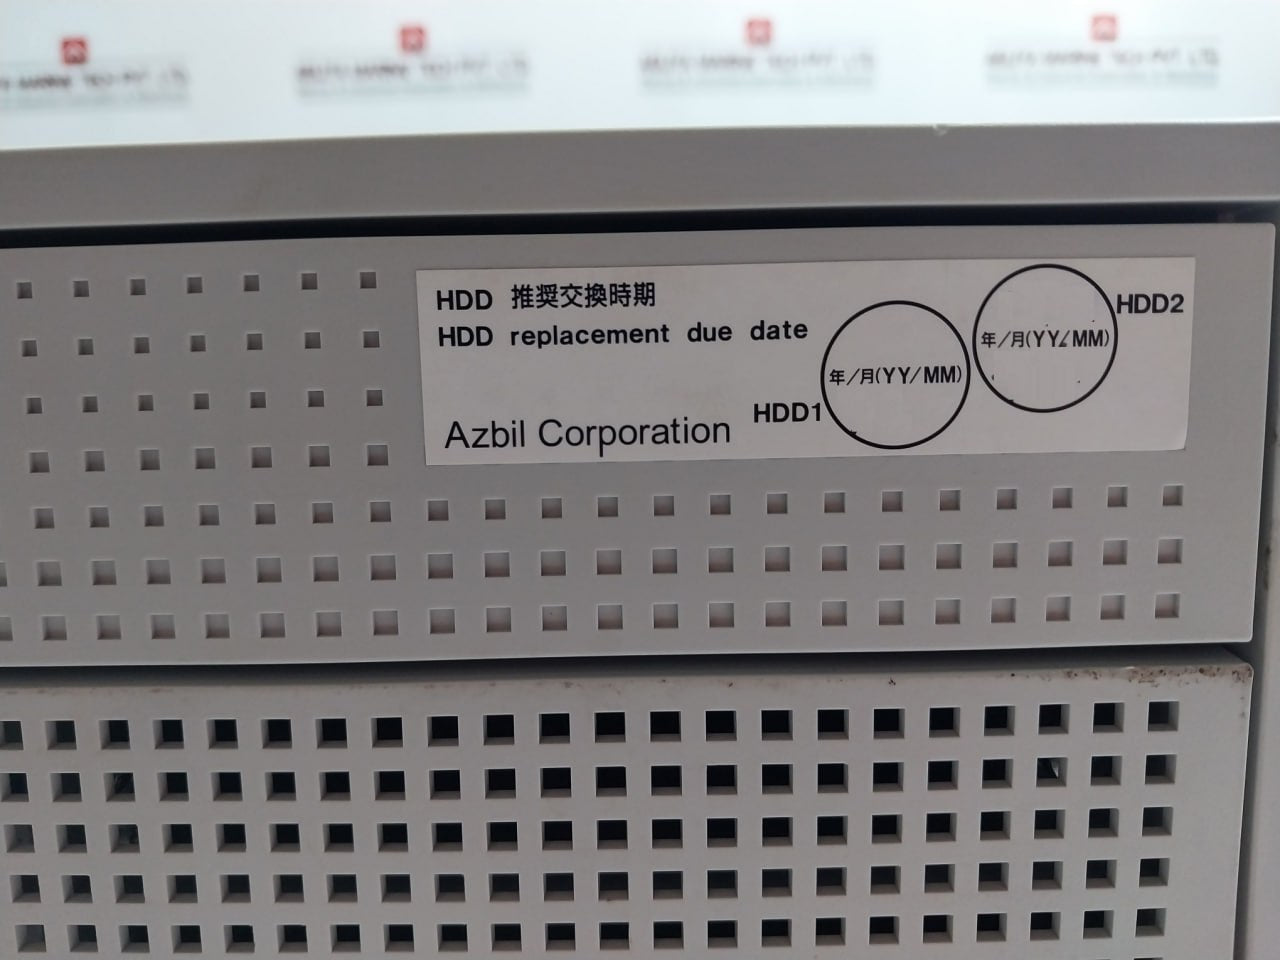 HDD 推奨交換時期
HDD replacement due date
Azbil Corporation
HDD1
年/月(YY/MM)
年/月(YY/MM)
HDD2